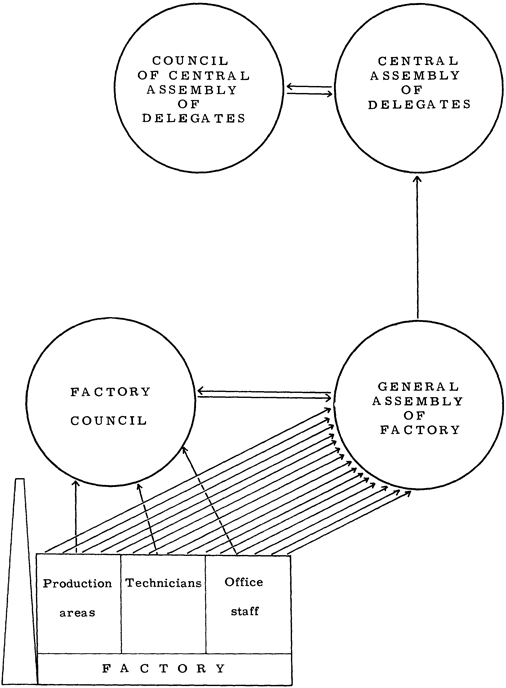 COUNCIL
OF CENTRAL
ASSEMBLY
OF
DELEGATES
CENTRAL
ASSEMBLY
OF
DELEGATES
FACTORY
COUNCIL
GENERAL
ASSEMBLY
OF
FACTORY
Production
areas
Technicians
Office
staff
FACTORY